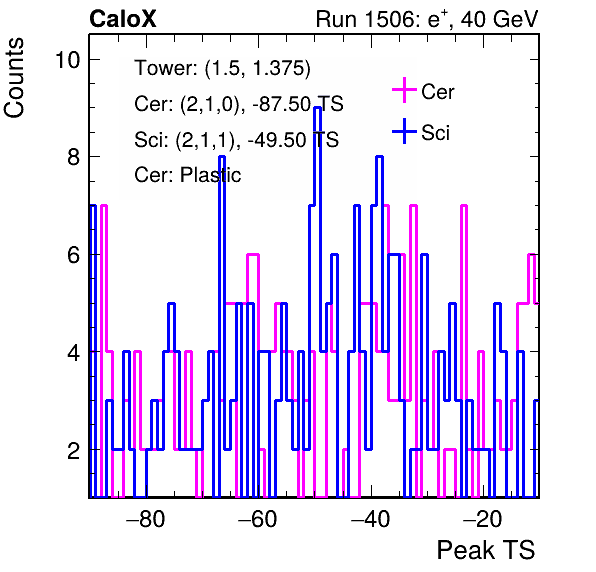 CaloX Run 1506: e⁺, 40 GeV
Counts
10
8
6
4
2
Tower: (1.5, 1.375)
Cer: (2,1,0), -87.50 TS
Sci: (2,1,1), -49.50 TS
Cer: Plastic
Cer
Sci
−80 −60 −40 −20
Peak TS